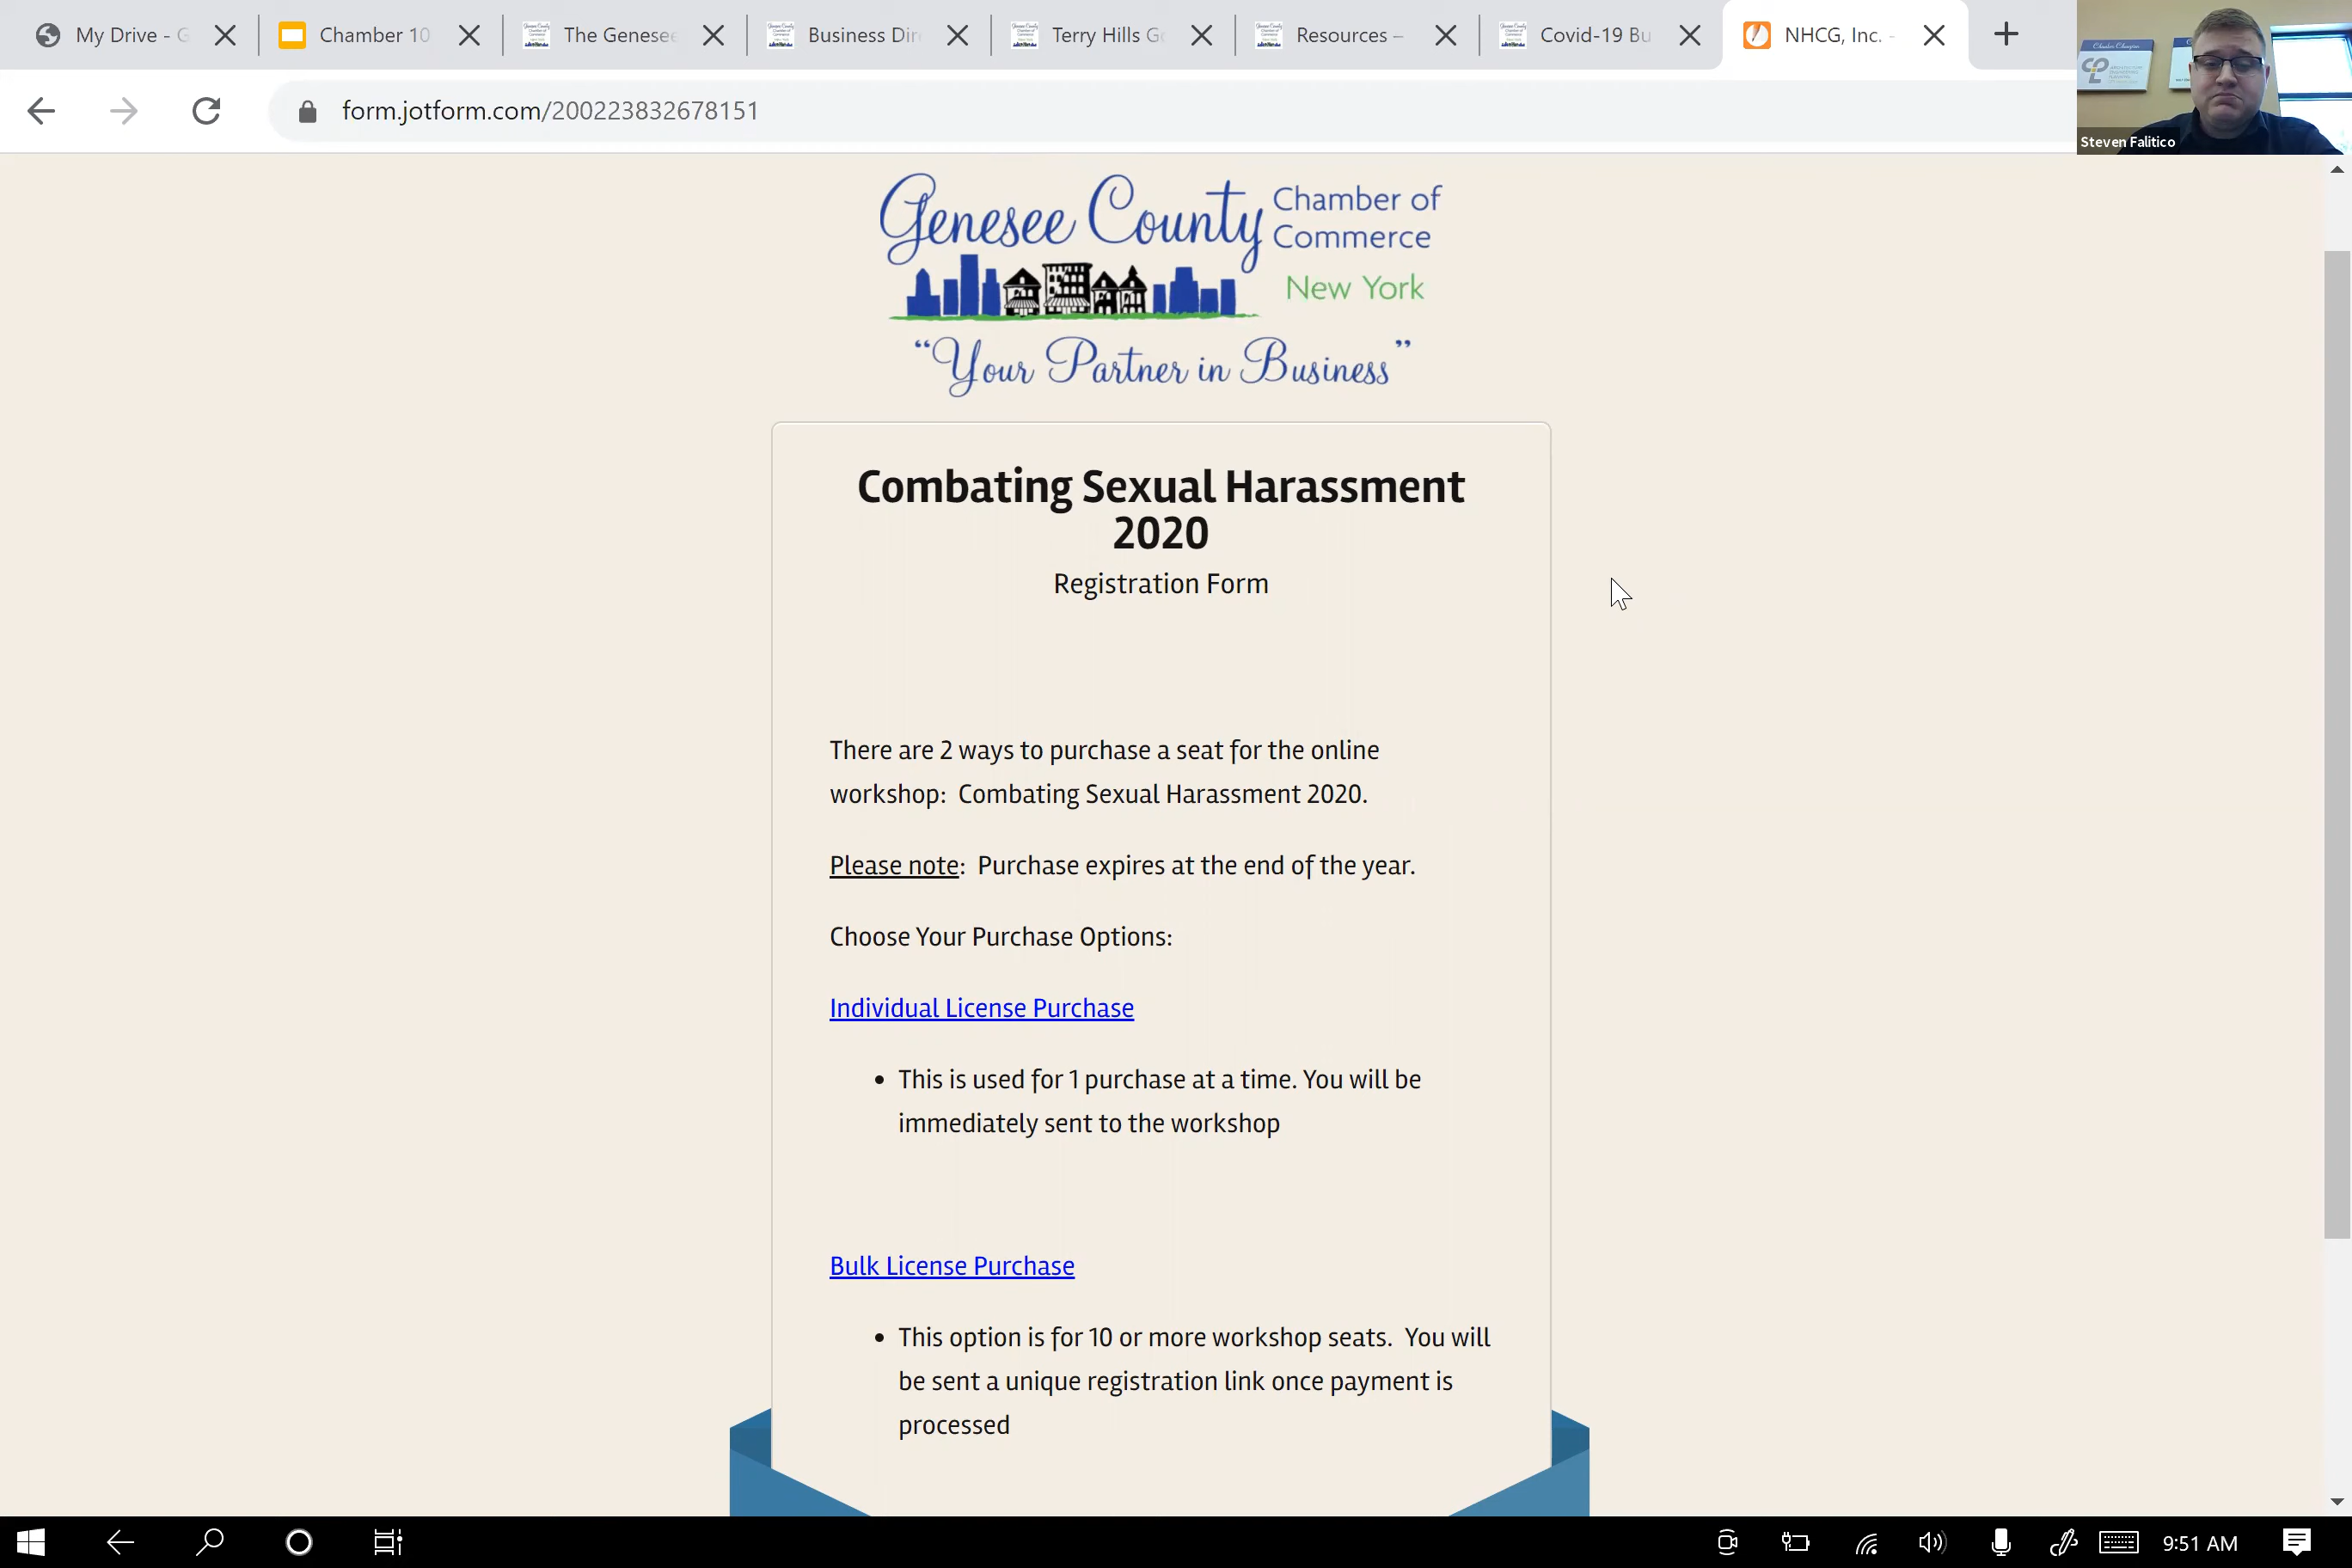 My Drive - G
Chamber 10
The Genesee
Business Dir
Terry Hills Go
Resources –
Covid-19 Bu
NHCG, Inc. -
form.jotform.com/200223832678151
Steven Falitico
Genesee County
Chamber of
Commerce
New York
“Your Partner in Business”
Combating Sexual Harassment
2020
Registration Form
There are 2 ways to purchase a seat for the online
workshop:  Combating Sexual Harassment 2020.
Please note:  Purchase expires at the end of the year.
Choose Your Purchase Options:
Individual License Purchase
• This is used for 1 purchase at a time. You will be
immediately sent to the workshop
Bulk License Purchase
• This option is for 10 or more workshop seats.  You will
be sent a unique registration link once payment is
processed
9:51 AM